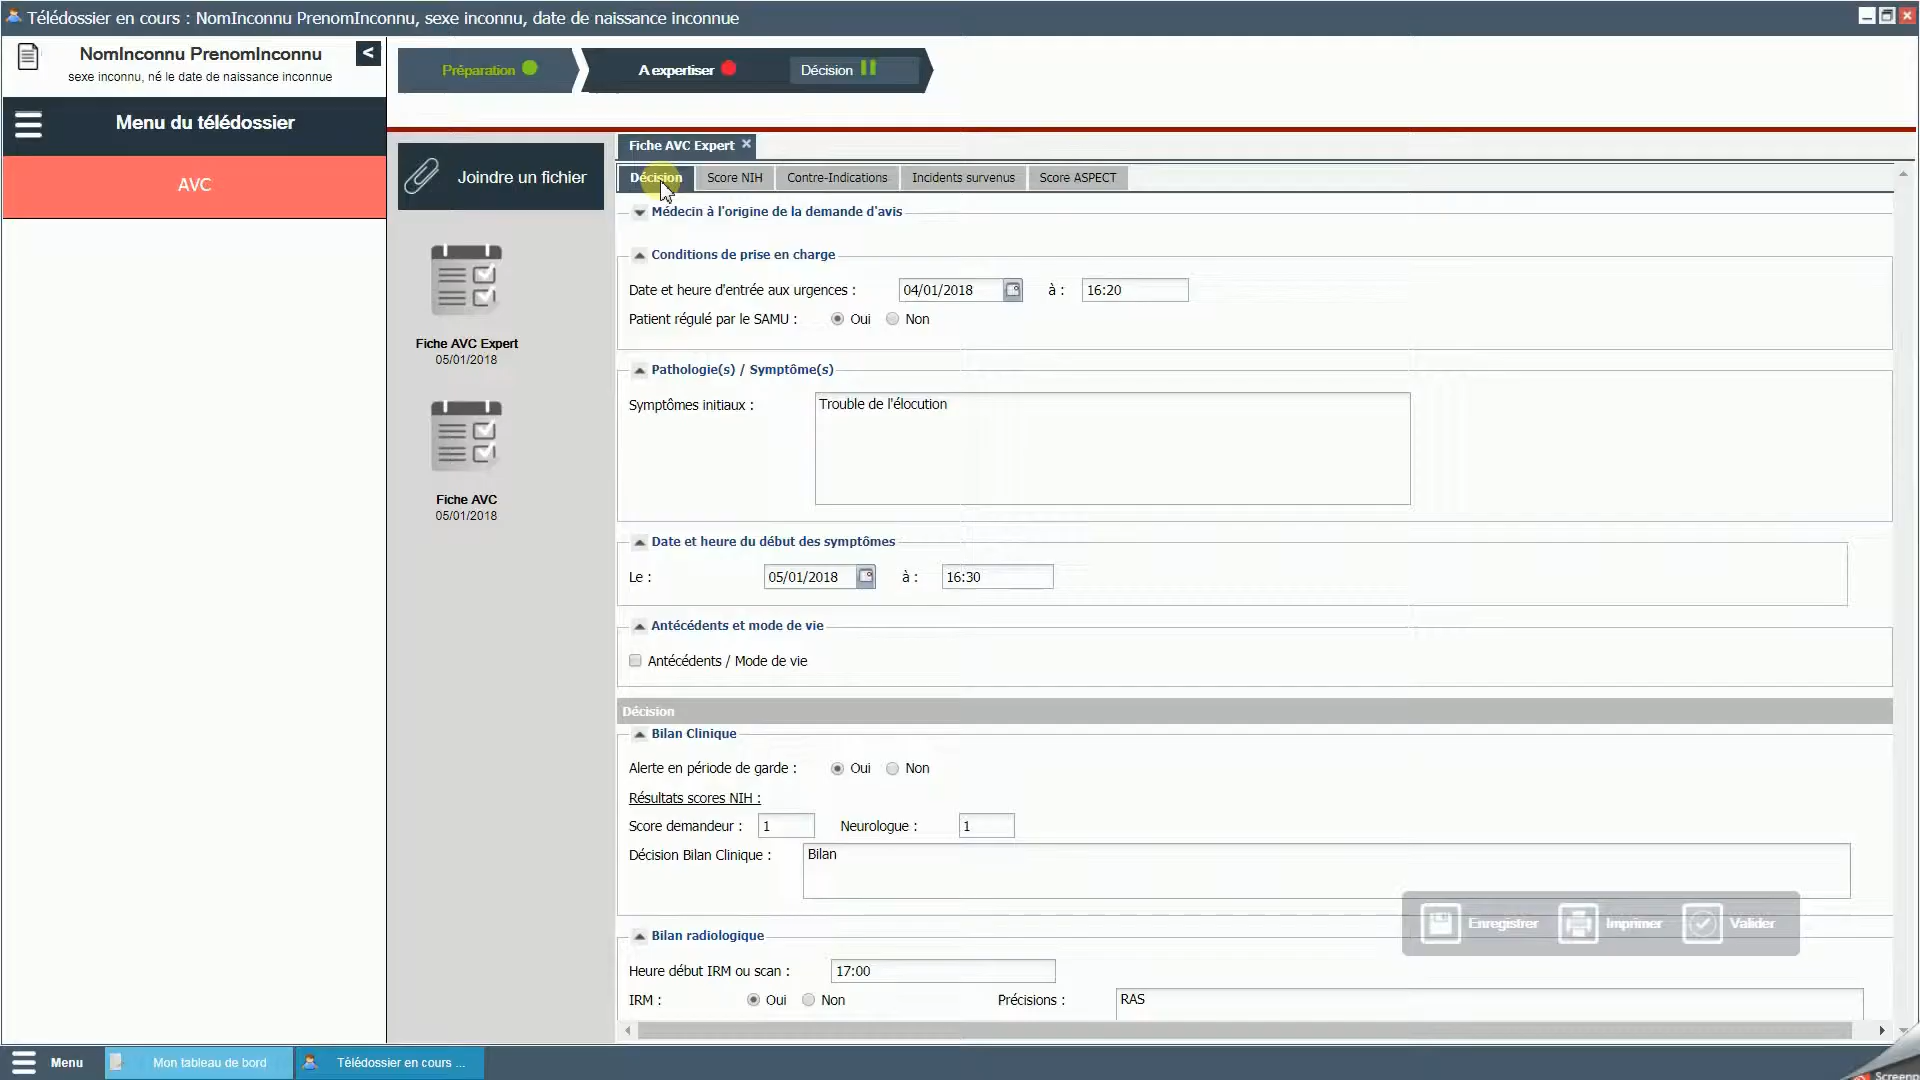 Télédossier en cours : NomInconnu PrenomInconnu, sexe inconnu, date de naissance inconnue
NomInconnu PrenomInconnu
<
sexe inconnu, né le date de naissance inconnue
Menu du télédossier
AVC
Préparation
A expertiser
Décision
Joindre un fichier
Fiche AVC Expert
05/01/2018
Fiche AVC
05/01/2018
Fiche AVC Expert
Décision Score NIH Contre-Indications Incidents survenus Score ASPECT
Médecin à l'origine de la demande d'avis
Conditions de prise en charge
Date et heure d'entrée aux urgences : 04/01/2018 à : 16:20
Patient régulé par le SAMU : Oui Non
Pathologie(s) / Symptôme(s)
Symptômes initiaux : Trouble de l'élocution
Date et heure du début des symptômes
Le : 05/01/2018 à : 16:30
Antécédents et mode de vie
Antécédents / Mode de vie
Décision
Bilan Clinique
Alerte en période de garde : Oui Non
Résultats scores NIH :
Score demandeur : 1 Neurologue : 1
Décision Bilan Clinique : Bilan
Enregistrer Imprimer Valider
Bilan radiologique
Heure début IRM ou scan : 17:00
IRM : Oui Non Précisions : RAS
Menu Mon tableau de bord Télédossier en cours ...